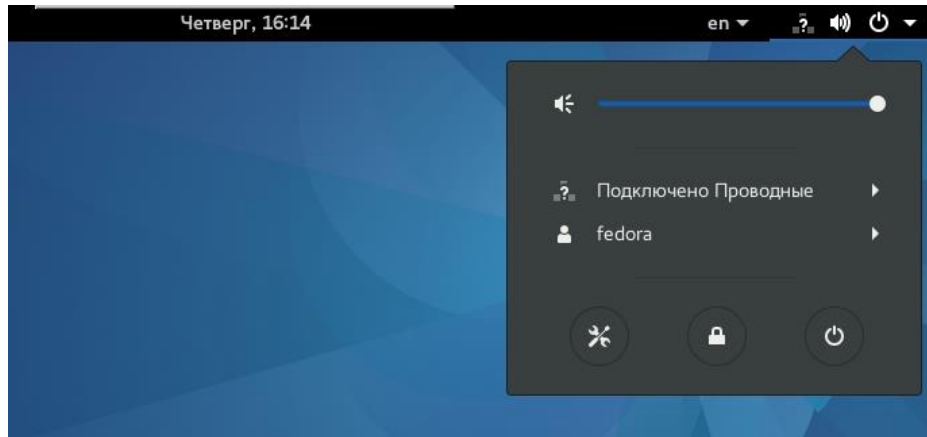 Четверг, 16:14
en
?
?
Подключено Проводные
fedora